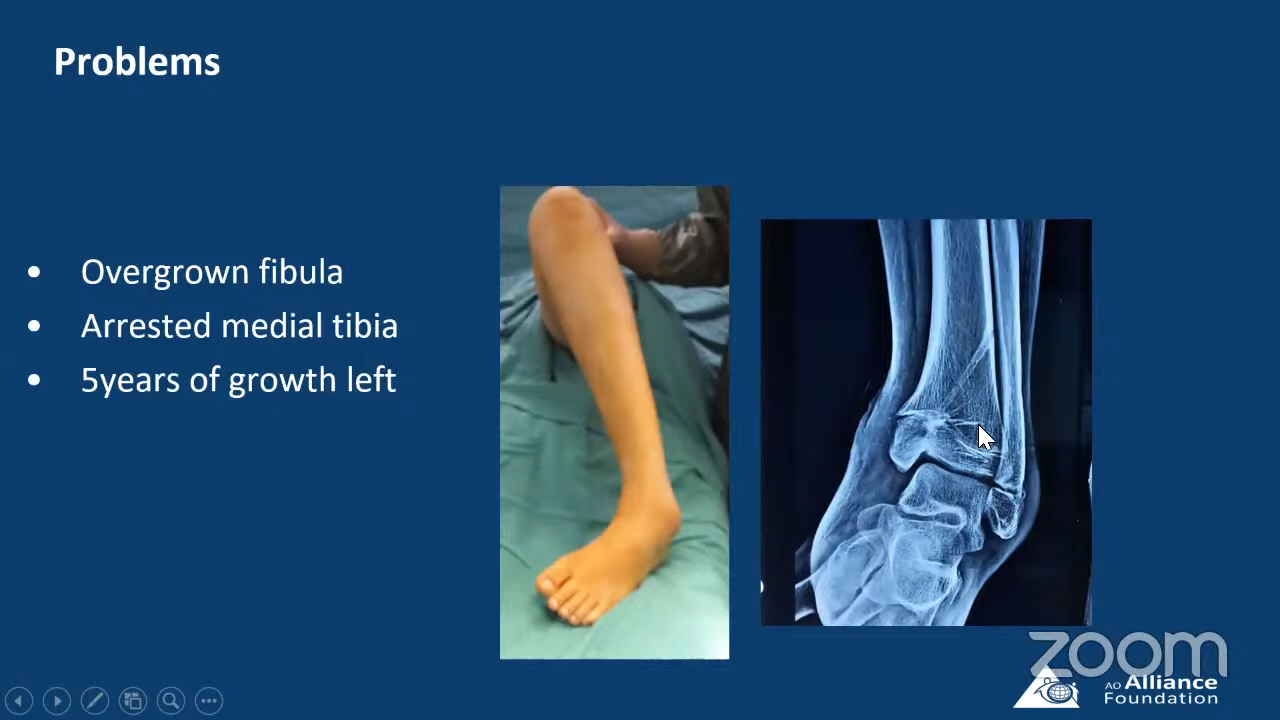 Problems
Overgrown fibula
Arrested medial tibia
5years of growth left
zoom
AO Alliance
Foundation